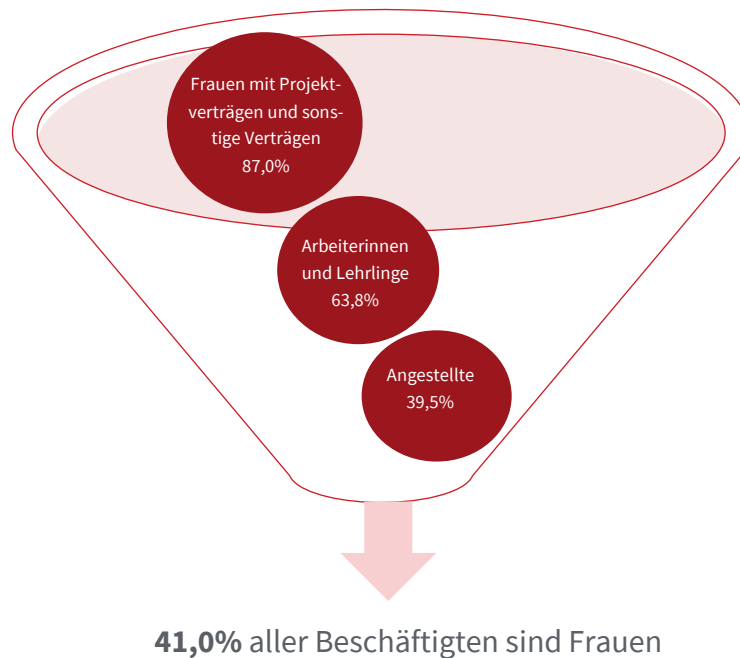 Frauen mit Projekt-
verträgen und sons-
tige Verträgen
87,0%
Arbeiterinnen
und Lehrlinge
63,8%
Angestellte
39,5%
41,0% aller Beschäftigten sind Frauen